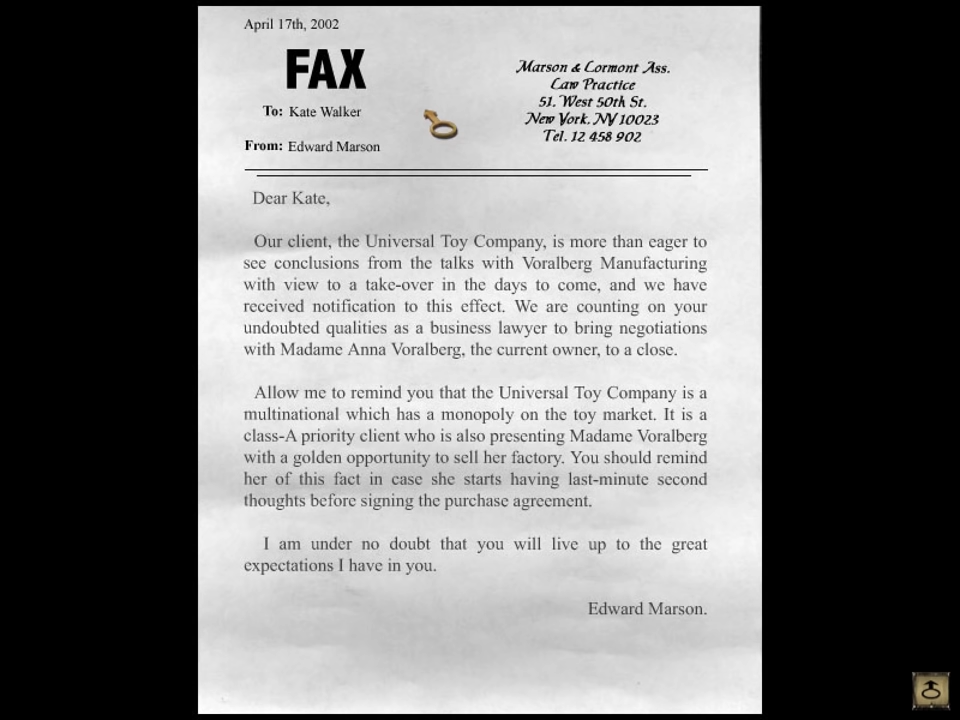 April 17th, 2002
FAX
To: Kate Walker
From: Edward Marson
Marson & Lormont Ass.
Law Practice
51. West 50th St.
New York. NY 10023
Tel. 12 458 902
Dear Kate,
Our client, the Universal Toy Company, is more than eager to
see conclusions from the talks with Voralberg Manufacturing
with view to a take-over in the days to come, and we have
received notification to this effect. We are counting on your
undoubted qualities as a business lawyer to bring negotiations
with Madame Anna Voralberg, the current owner, to a close.
Allow me to remind you that the Universal Toy Company is a
multinational which has a monopoly on the toy market. It is a
class-A priority client who is also presenting Madame Voralberg
with a golden opportunity to sell her factory. You should remind
her of this fact in case she starts having last-minute second
thoughts before signing the purchase agreement.
I am under no doubt that you will live up to the great
expectations I have in you.
Edward Marson.